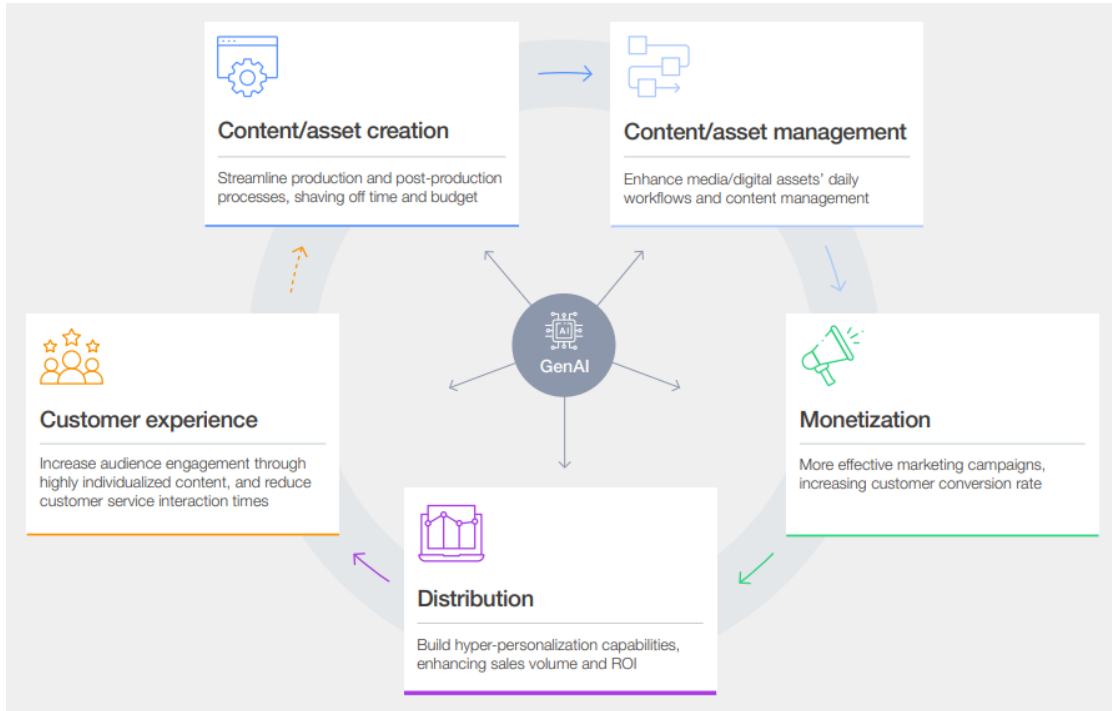 Content/asset creation
Streamline production and post-production
processes, shaving off time and budget
Content/asset management
Enhance media/digital assets’ daily
workflows and content management
AI
GenAI
Customer experience
Increase audience engagement through
highly individualized content, and reduce
customer service interaction times
Monetization
More effective marketing campaigns,
increasing customer conversion rate
Distribution
Build hyper-personalization capabilities,
enhancing sales volume and ROI